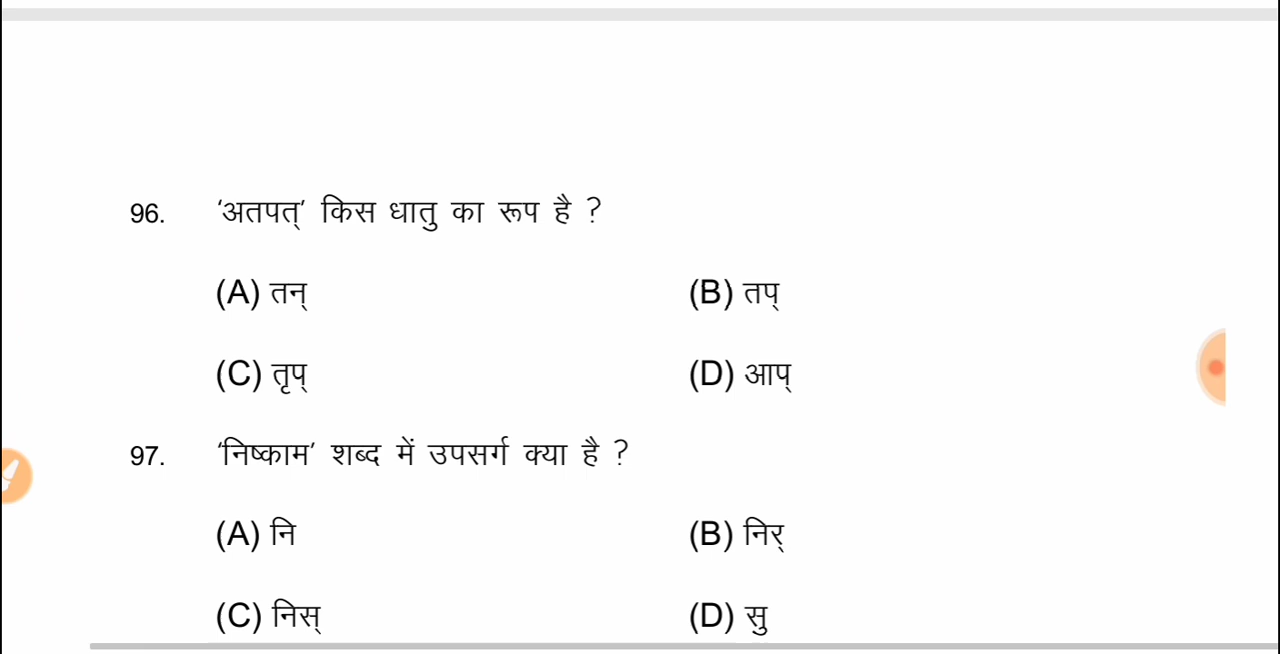 96. ‘अतपत्’ किस धातु का रूप है ?
(A) तन् (B) तप्
(C) तृप् (D) आप्
97. ‘निष्काम’ शब्द में उपसर्ग क्या है ?
(A) नि (B) निर्
(C) निस् (D) सु